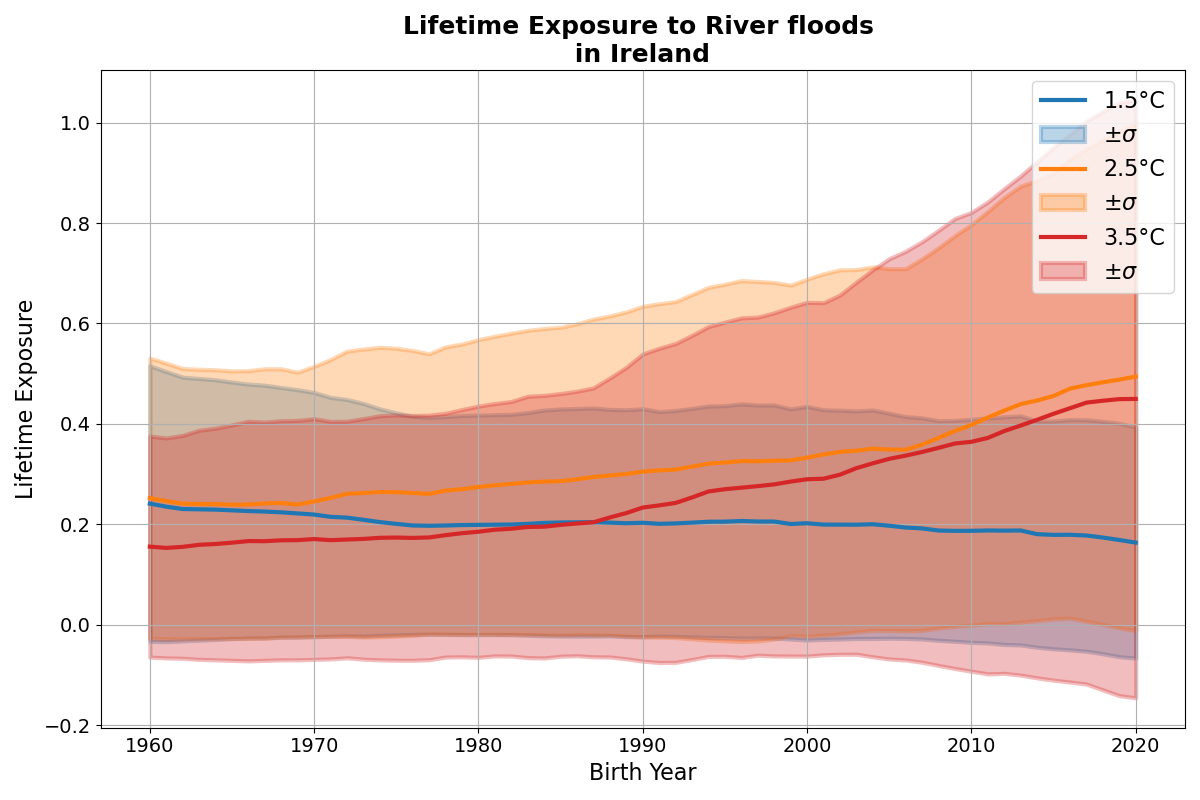 Lifetime Exposure to River floods
in Ireland
1.5°C
±σ
2.5°C
±σ
3.5°C
±σ
Lifetime Exposure
1.0
0.8
0.6
0.4
0.2
0.0
−0.2
1960 1970 1980 1990 2000 2010 2020
Birth Year